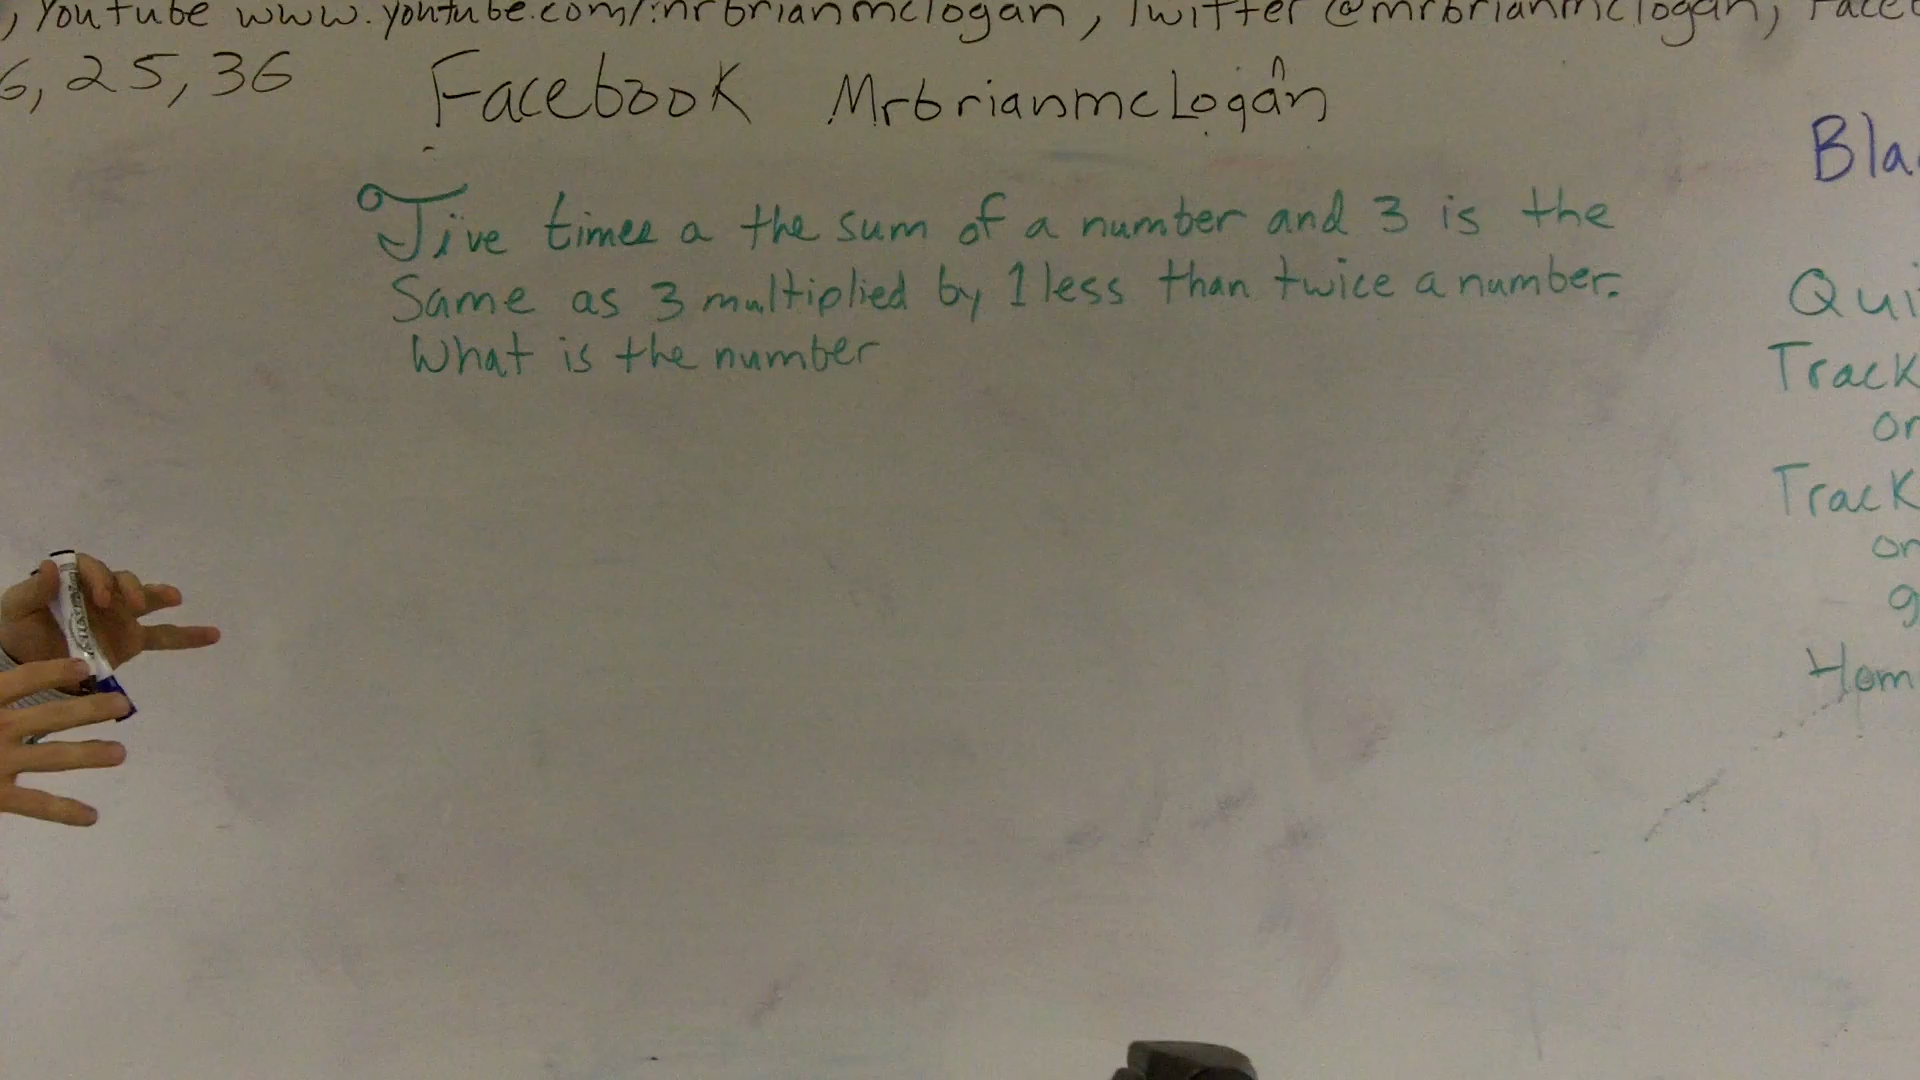 , YouTube www.youtube.com/mrbrianmclogan, Twitter @mrbrianmclogan,
6, 25, 36
Facebook Mrbrianmclogan
Five times a the sum of a number and 3 is the
Same as 3 multiplied by 1 less than twice a number.
What is the number
Bla
Qui
Track
or
Track
or
g
Hom